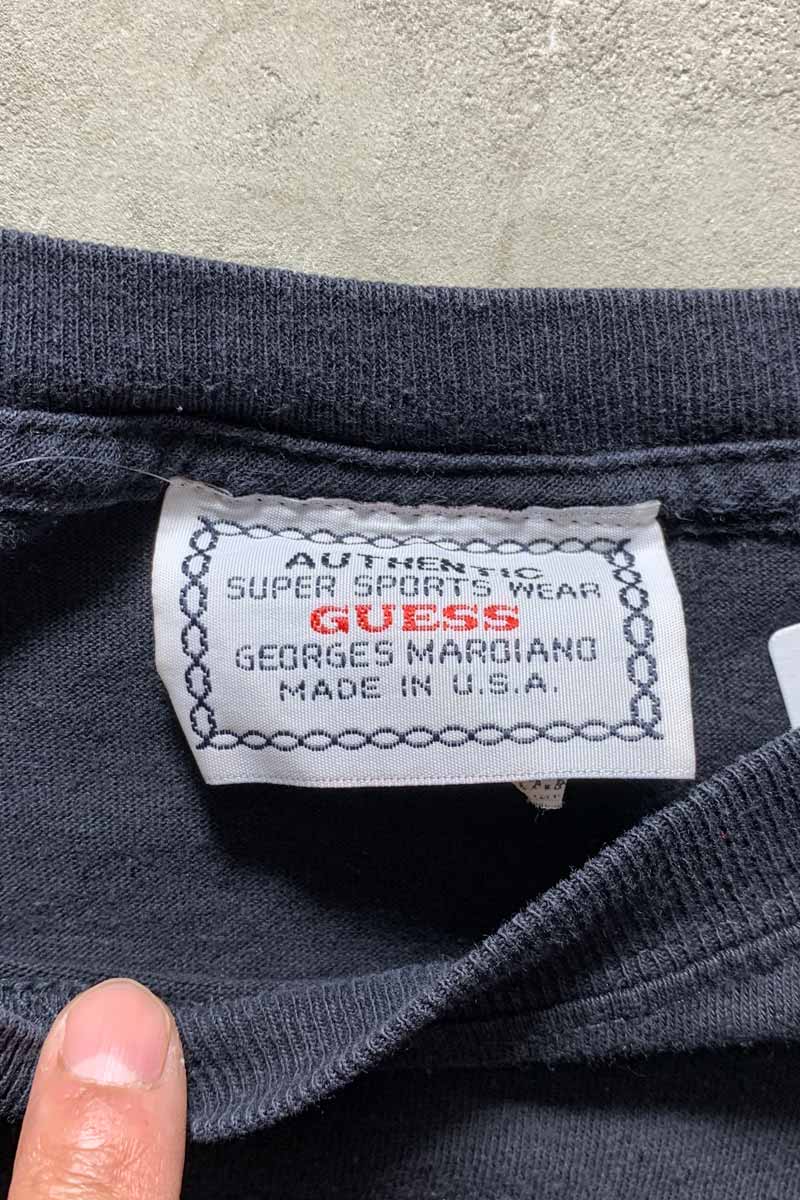 AUTHENTIC
SUPER SPORTS WEAR
GUESS
GEORGES MARCIANO
MADE IN U.S.A.